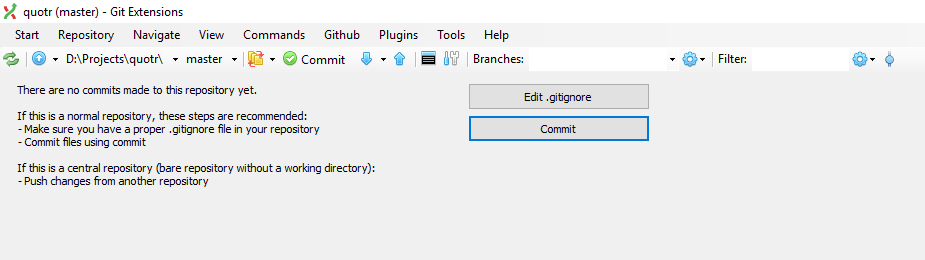 quotr (master) - Git Extensions
Start Repository Navigate View Commands Github Plugins Tools Help
D:\Projects\quotr\ master Commit Branches: Filter:
There are no commits made to this repository yet.
Edit .gitignore
If this is a normal repository, these steps are recommended:
- Make sure you have a proper .gitignore file in your repository
Commit
- Commit files using commit
If this is a central repository (bare repository without a working directory):
- Push changes from another repository